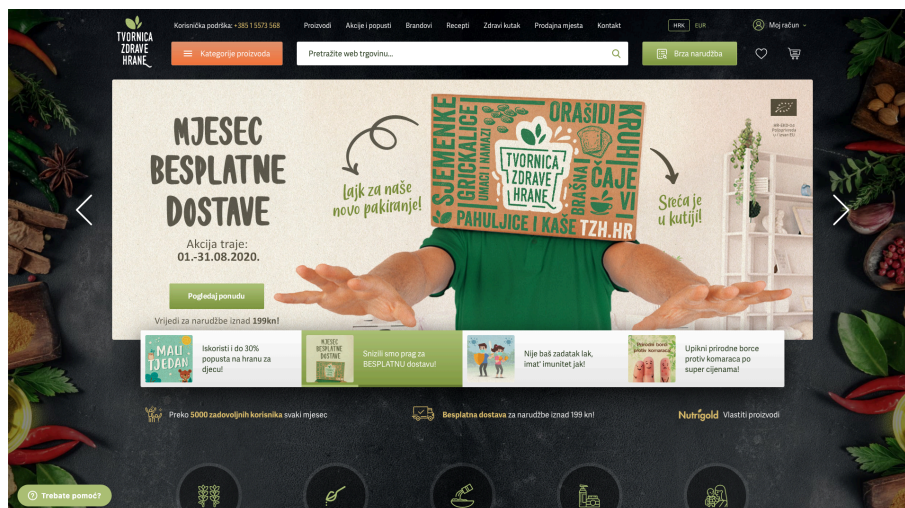 TVORNICA
ZDRAVE
HRANE
Korisnička podrška: +385 1 5573 568
Proizvodi
Akcije i popusti
Brandovi
Recepti
Zdravi kutak
Prodajna mjesta
Kontakt
HRK
EUR
Moj račun
Kategorije proizvoda
Pretražite web trgovinu...
Brza narudžba
MJESEC
BESPLATNE
DOSTAVE
Akcija traje:
01.-31.08.2020.
Pogledaj ponudu
Vrijedi za narudžbe iznad 199kn!
Lajk za naše
novo pakiranje!
SJEMENKE
GRICKALICE
UMACI I NAMAZI
ORAŠIDI
KRUH I
TVORNICA
ZDRAVE
HRANE
BRAŠNA
ČAJEVI
PAHULJICE I KAŠE
TZH.HR
Sreća je
u kutiji!
MALI
TJEDAN
Iskoristi i do 30%
popusta na hranu za
djecu!
MJESEC
BESPLATNE
DOSTAVE
Snizili smo prag za
BESPLATNU dostavu!
Nije baš zadatak lak,
imat' imunitet jak!
Prirodni borci
protiv komaraca
Upikni prirodne borce
protiv komaraca po
super cijenama!
Preko 5000 zadovoljnih korisnika svaki mjesec
Besplatna dostava za narudžbe iznad 199 kn!
Nutrigold Vlastiti proizvodi
Trebate pomoć?